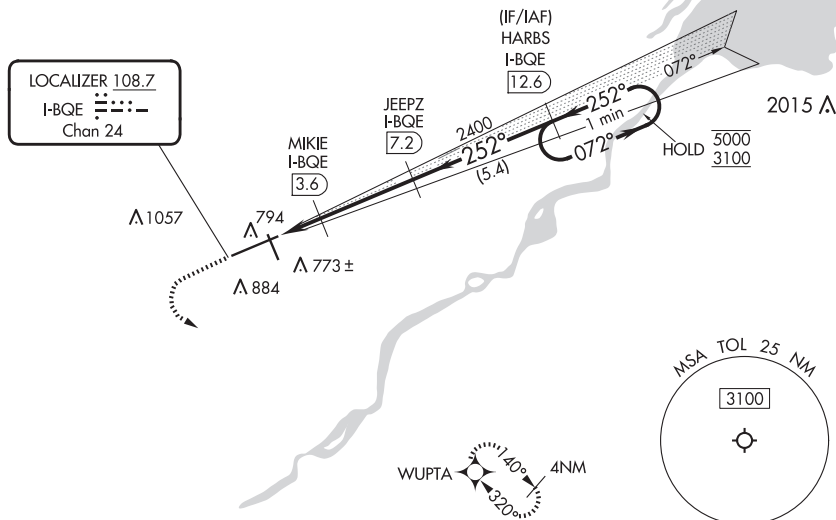 LOCALIZER 108.7
I-BQE
Chan 24
(IF/IAF)
HARBS
I-BQE
12.6
JEEPZ
I-BQE
7.2
MIKIE
I-BQE
3.6
2400
252°
(5.4)
252°
1 min
072°
072°
HOLD
5000
3100
2015
1057
794
773 ±
884
MSA TOL 25 NM
3100
WUPTA
140°
320°
4NM